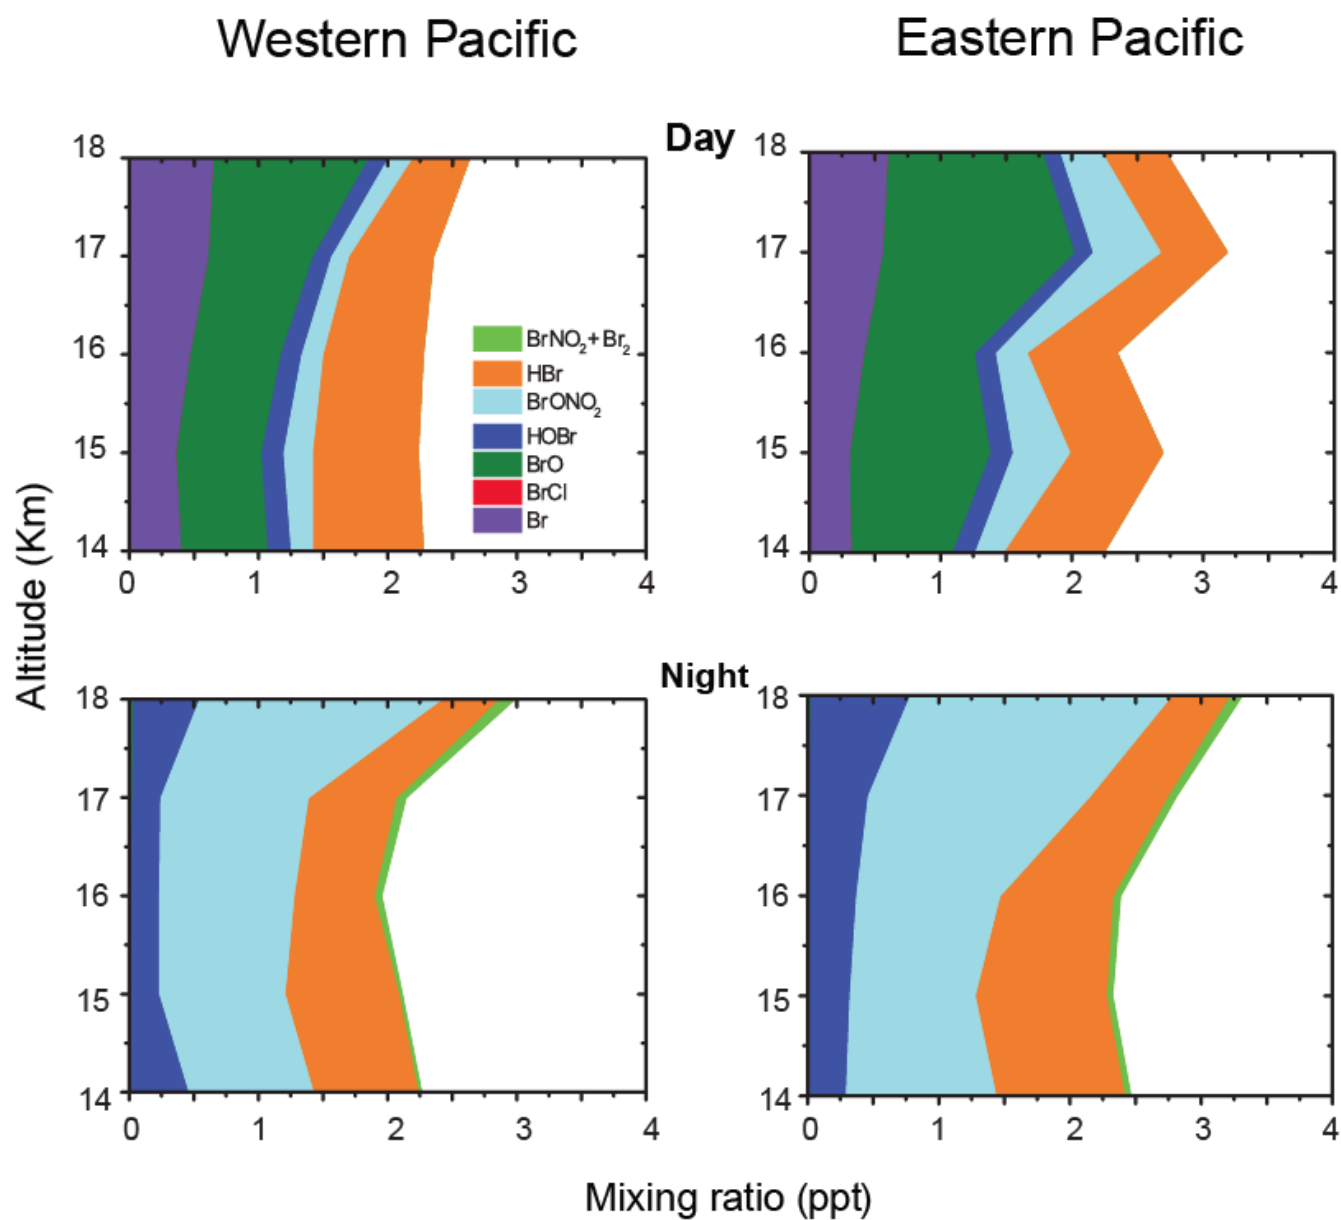 Western Pacific
Eastern Pacific
Day
18
17
16
15
14
0 1 2 3 4
BrNO₂+Br₂
HBr
BrONO₂
HOBr
BrO
BrCl
Br
18
17
16
15
14
0 1 2 3 4
Altitude (Km)
Night
18
17
16
15
14
0 1 2 3 4
18
17
16
15
14
0 1 2 3 4
Mixing ratio (ppt)